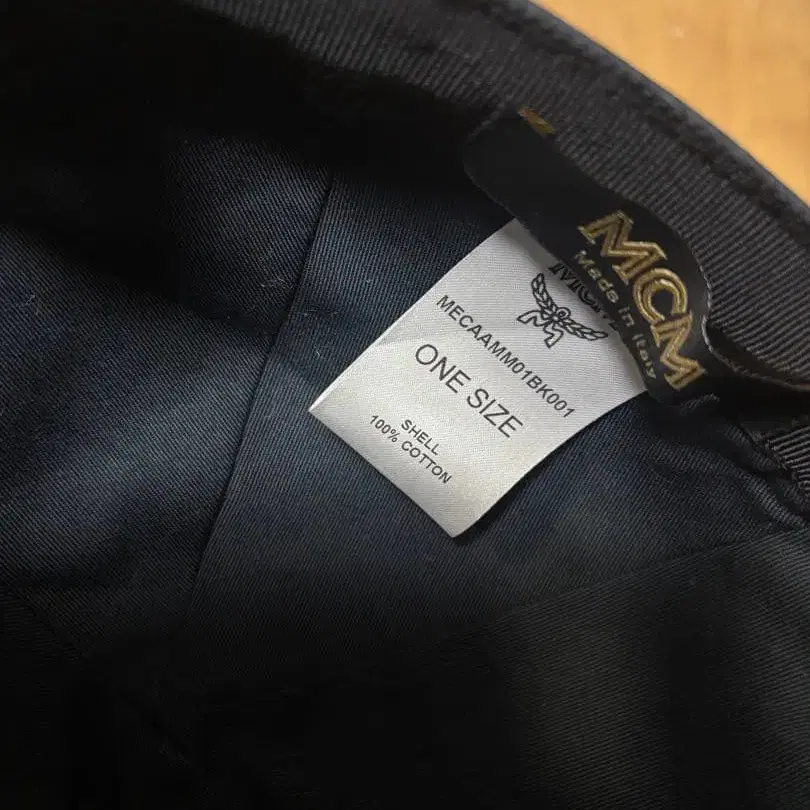 MCM
Made in Italy
MCM
MECAAMM01BK001
ONE SIZE
SHELL
100% COTTON